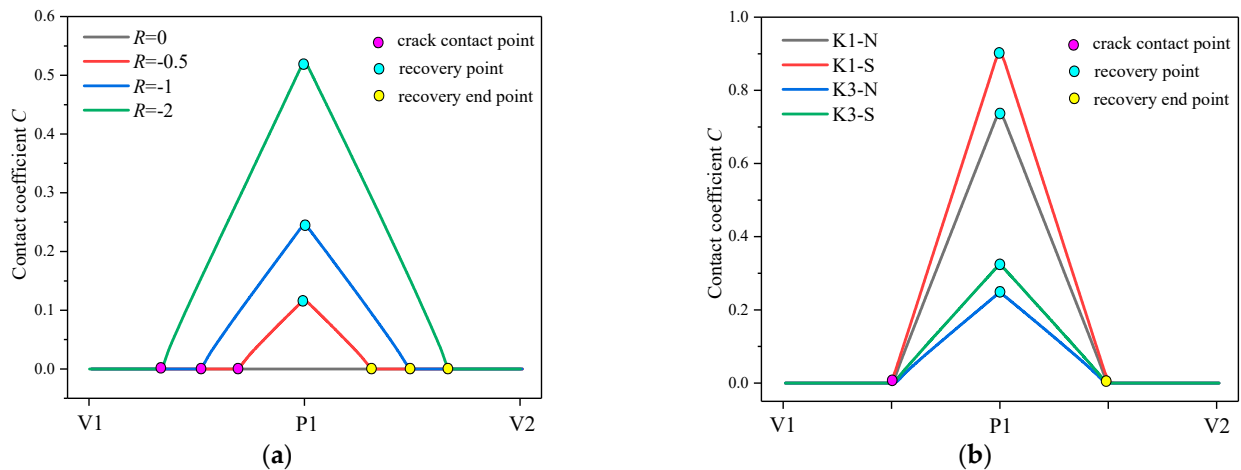 0.6
0.5
0.4
0.3
0.2
0.1
0.0
Contact coefficient C
R=0
R=-0.5
R=-1
R=-2
crack contact point
recovery point
recovery end point
V1
P1
V2
(a)
1.0
0.8
0.6
0.4
0.2
0.0
Contact coefficient C
K1-N
K1-S
K3-N
K3-S
crack contact point
recovery point
recovery end point
V1
P1
V2
(b)